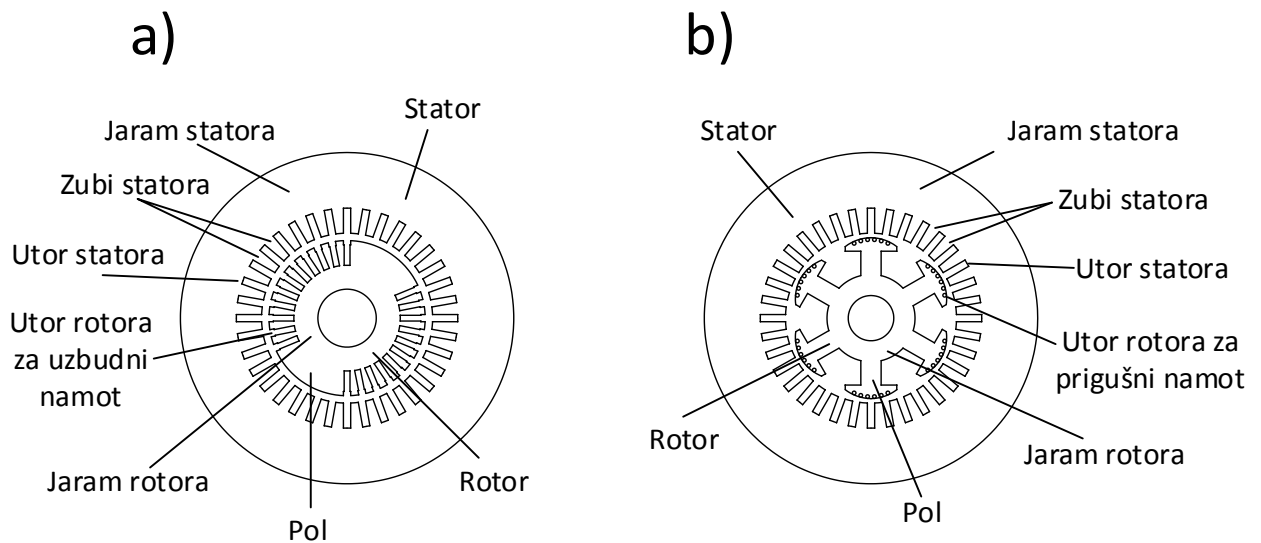 a)
Stator
Jaram statora
Zubi statora
Utor statora
Utor rotora
za uzbudni
namot
Jaram rotora
Pol
Rotor
b)
Stator
Jaram statora
Zubi statora
Utor statora
Utor rotora za
prigušni namot
Rotor
Jaram rotora
Pol